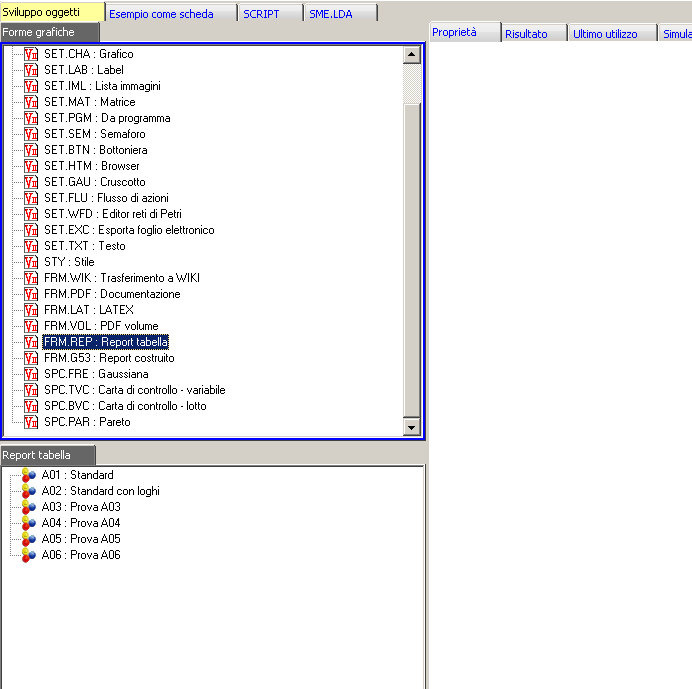 Sviluppo oggetti
Esempio come scheda
SCRIPT
SME.LDA
Forme grafiche
SET.CHA : Grafico
SET.LAB : Label
SET.IML : Lista immagini
SET.MAT : Matrice
SET.PGM : Da programma
SET.SEM : Semaforo
SET.BTN : Bottoniera
SET.HTM : Browser
SET.GAU : Cruscotto
SET.FLU : Flusso di azioni
SET.WFD : Editor reti di Petri
SET.EXC : Esporta foglio elettronico
SET.TXT : Testo
STY : Stile
FRM.WIK : Trasferimento a WIKI
FRM.PDF : Documentazione
FRM.LAT : LATEX
FRM.VOL : PDF volume
FRM.REP : Report tabella
FRM.G53 : Report costruito
SPC.FRE : Gaussiana
SPC.TVC : Carta di controllo - variabile
SPC.BVC : Carta di controllo - lotto
SPC.PAR : Pareto
Report tabella
A01 : Standard
A02 : Standard con loghi
A03 : Prova A03
A04 : Prova A04
A05 : Prova A05
A06 : Prova A06
Proprietà
Risultato
Ultimo utilizzo
Simula